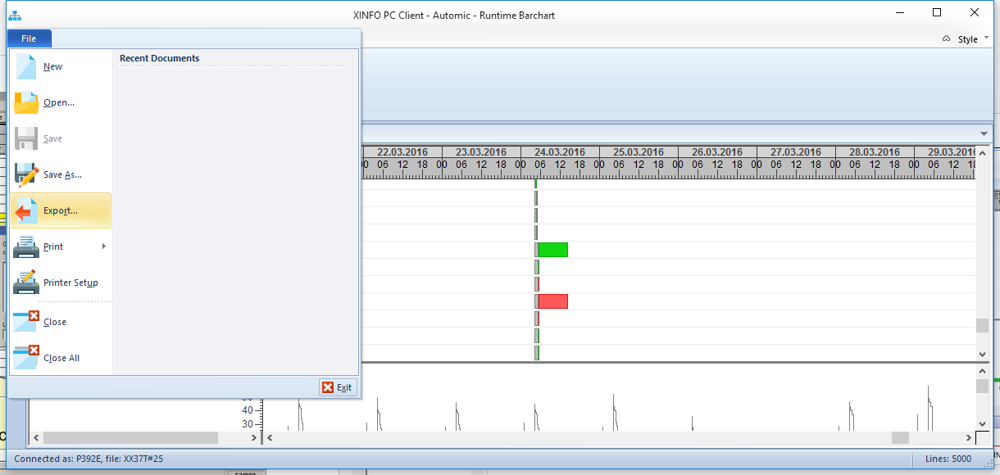 XINFO PC Client - Automic - Runtime Barchart
File
Style
Recent Documents
New
Open...
Save
Save As...
Export...
Print
Printer Setup
Close
Close All
Exit
22.03.2016 23.03.2016 24.03.2016 25.03.2016 26.03.2016 27.03.2016 28.03.2016 29.03.2016
00 06 12 18 00 06 12 18 00 06 12 18 00 06 12 18 00 06 12 18 00 06 12 18 00 06 12 18 00 06 12 18
50
40
30
Connected as: P392E, file: XX37T#25
Lines: 5000